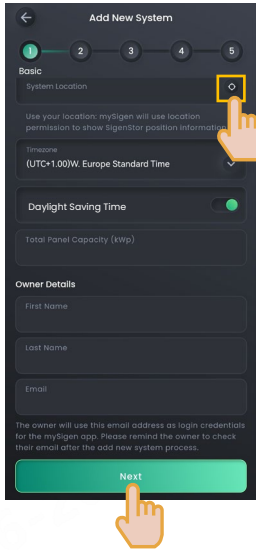 Add New System
1 2 3 4 5
Basic
System Location
Use your location: mySigen will use location
permission to show SigenStor position information
Timezone
(UTC+1.00)W. Europe Standard Time
Daylight Saving Time
Total Panel Capacity (kWp)
Owner Details
First Name
Last Name
Email
The owner will use this email address as login credentials
for the mySigen app. Please remind the owner to check
their email after the add new system process.
Next